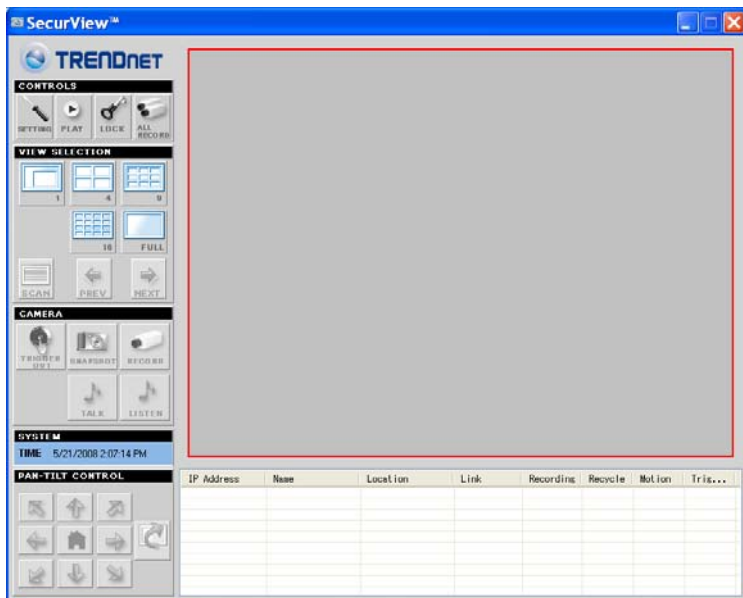 SecurView™
TRENDNET
CONTROLS
SETTING PLAY LOCK ALL RECORD
VIEW SELECTION
1 4 9
16 FULL
SCAN PREV NEXT
CAMERA
TRIGGER OUT SNAPSHOT RECORD
TALK LISTEN
SYSTEM
TIME 5/21/2008 2:07:14 PM
PAN-TILT CONTROL
IP Address Name Location Link Recording Recycle Motion Trig...